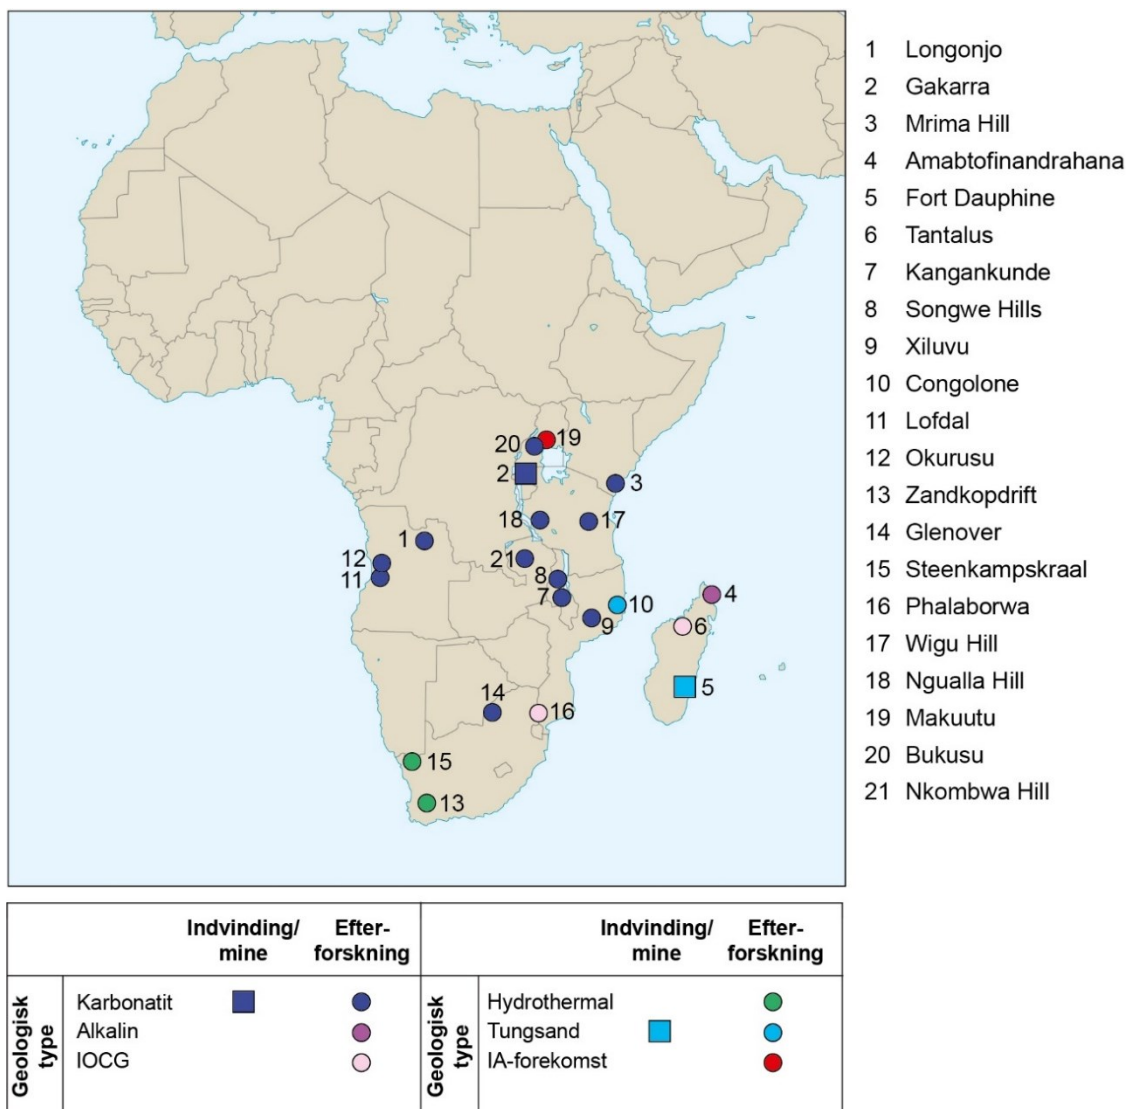 1 Longonjo
2 Gakarra
3 Mrima Hill
4 Amabtofinandrahana
5 Fort Dauphine
6 Tantalus
7 Kangankunde
8 Songwe Hills
9 Xiluvu
10 Congolone
11 Lofdal
12 Okurusu
13 Zandkopdrift
14 Glenover
15 Steenkampskraal
16 Phalaborwa
17 Wigu Hill
18 Ngualla Hill
19 Makuutu
20 Bukusu
21 Nkombwa Hill
20 19
2
3
18 17
1
12
21
11
8
7
10
4
9
6
5
14
16
15
13
Indvinding/ Efter- Indvinding/ Efter-
mine forskning mine forskning
Geologisk type
Karbonatit
Alkalin
IOCG
Geologisk type
Hydrothermal
Tungsand
IA-forekomst